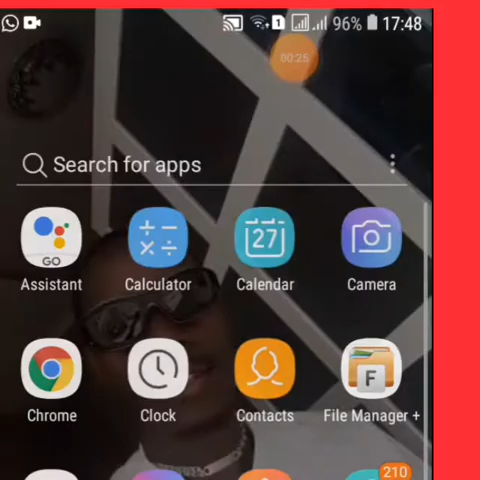 1 96% 17:48
00:25
Search for apps
GO 27
Assistant Calculator Calendar Camera
F
Chrome Clock Contacts File Manager +
210